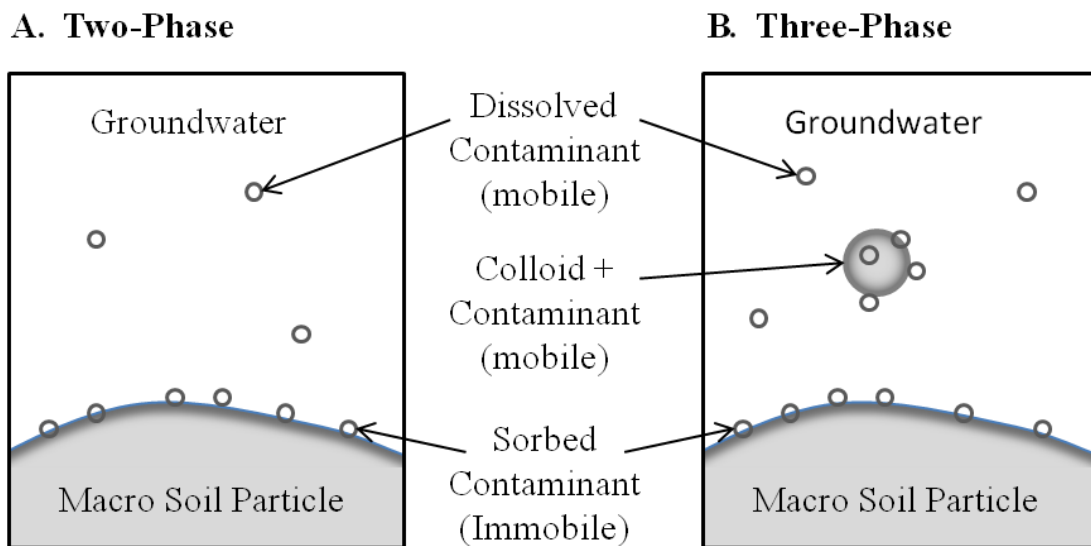 A. Two-Phase
B. Three-Phase
Groundwater
Dissolved
Contaminant
(mobile)
Groundwater
Colloid +
Contaminant
(mobile)
Sorbed
Contaminant
(Immobile)
Macro Soil Particle
Macro Soil Particle